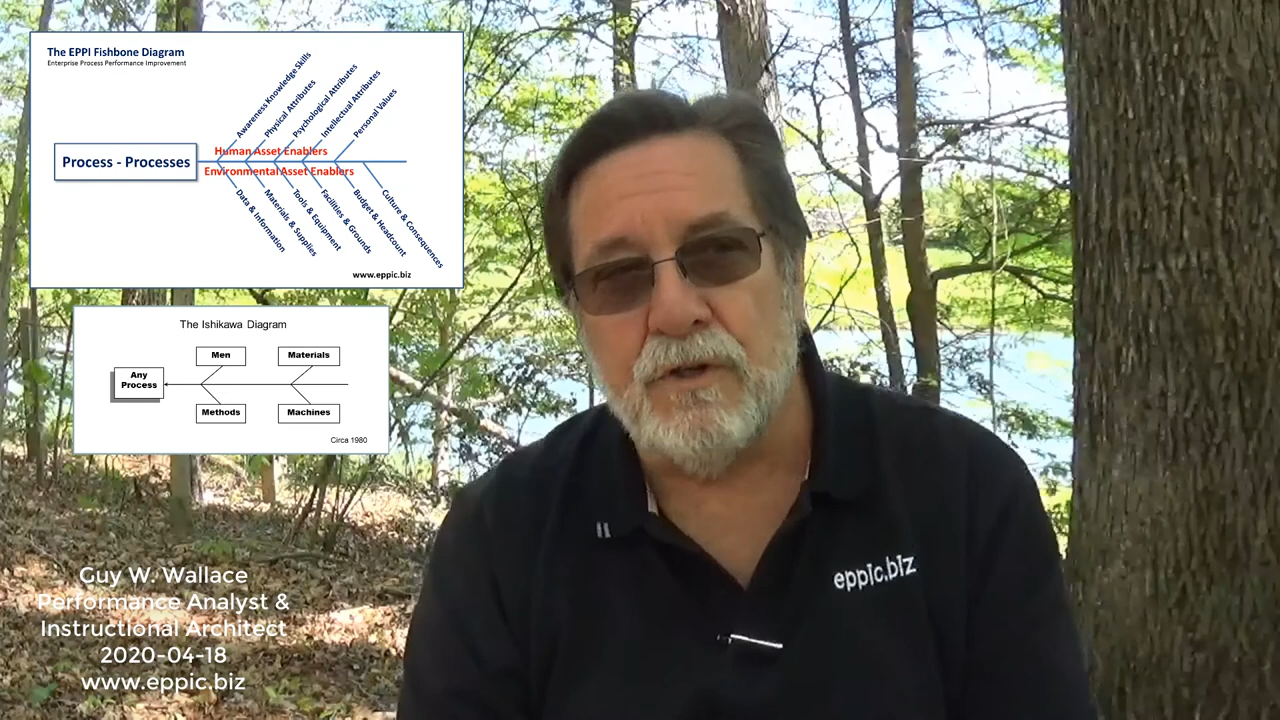 The EPPI Fishbone Diagram
Enterprise Process Performance Improvement
Awareness Knowledge Skills
Physical Attributes
Psychological Attributes
Intellectual Attributes
Personal Values
Human Asset Enablers
Process - Processes
Environmental Asset Enablers
Data & Information
Materials & Supplies
Tools & Equipment
Facilities & Grounds
Budget & Headcount
Culture & Consequences
www.eppic.biz
The Ishikawa Diagram
Men
Materials
Any
Process
Methods
Machines
Circa 1980
eppic.biz
Guy W. Wallace
Performance Analyst &
Instructional Architect
2020-04-18
www.eppic.biz